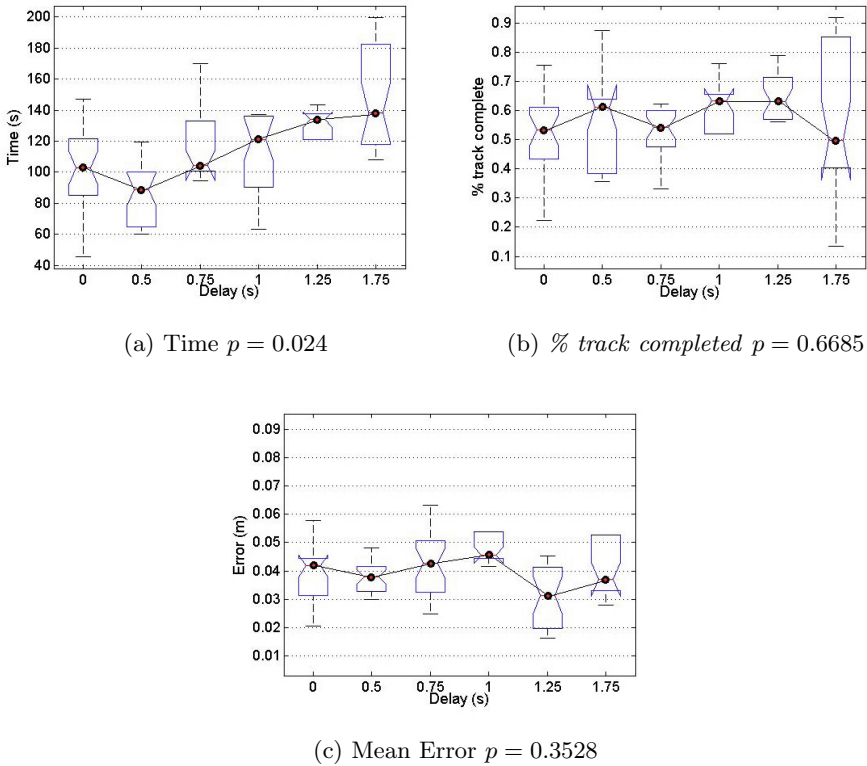 200
180
160
140
120
100
80
60
40
Time (s)
0 0.5 0.75 1 1.25 1.75
Delay (s)
0.9
0.8
0.7
0.6
0.5
0.4
0.3
0.2
0.1
% track complete
0 0.5 0.75 1 1.25 1.75
Delay (s)
(a) Time p = 0.024
(b) % track completed p = 0.6685
0.09
0.08
0.07
0.06
0.05
0.04
0.03
0.02
0.01
Error (m)
0 0.5 0.75 1 1.25 1.75
Delay (s)
(c) Mean Error p = 0.3528